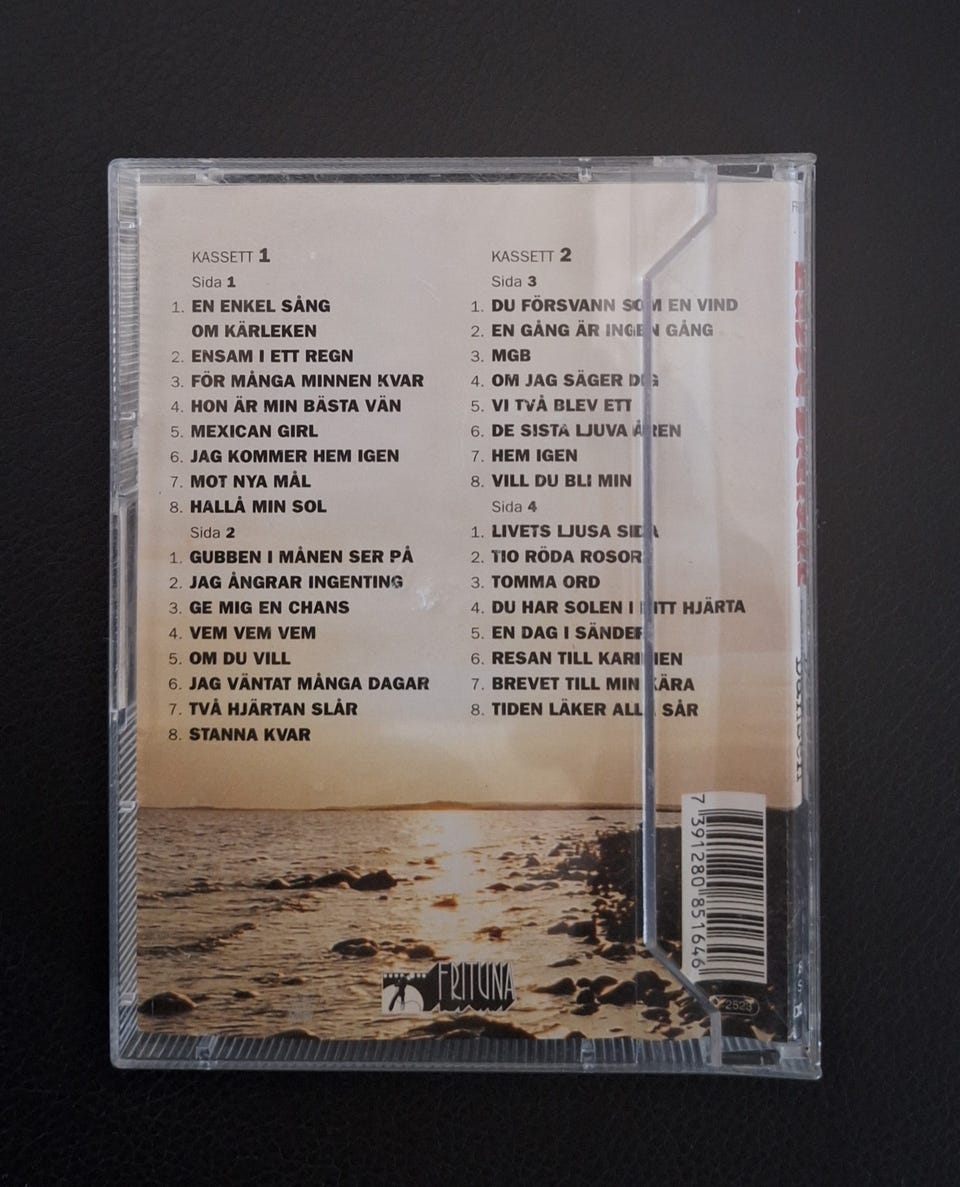 KASSETT 1
Sida 1
1. EN ENKEL SÅNG
OM KÄRLEKEN
2. ENSAM I ETT REGN
3. FÖR MÅNGA MINNEN KVAR
4. HON ÄR MIN BÄSTA VÄN
5. MEXICAN GIRL
6. JAG KOMMER HEM IGEN
7. MOT NYA MÅL
8. HALLÅ MIN SOL
Sida 2
1. GUBBEN I MÅNEN SER PÅ
2. JAG ÅNGRAR INGENTING
3. GE MIG EN CHANS
4. VEM VEM VEM
5. OM DU VILL
6. JAG VÄNTAT MÅNGA DAGAR
7. TVÅ HJÄRTAN SLÅR
8. STANNA KVAR
KASSETT 2
Sida 3
1. DU FÖRSVANN SOM EN VIND
2. EN GÅNG ÄR INGEN GÅNG
3. MGB
4. OM JAG SÄGER DIG
5. VI TVÅ BLEV ETT
6. DE SISTA LJUVA ÅREN
7. HEM IGEN
8. VILL DU BLI MIN
Sida 4
1. LIVETS LJUSA SIDA
2. TIO RÖDA ROSOR
3. TOMMA ORD
4. DU HAR SOLEN I DITT HJÄRTA
5. EN DAG I SÄNDER
6. RESAN TILL KARINEN
7. BREVET TILL MIN KÄRA
8. TIDEN LÄKER ALLA SÅR
7 391280 851646
FRITUNA
2523